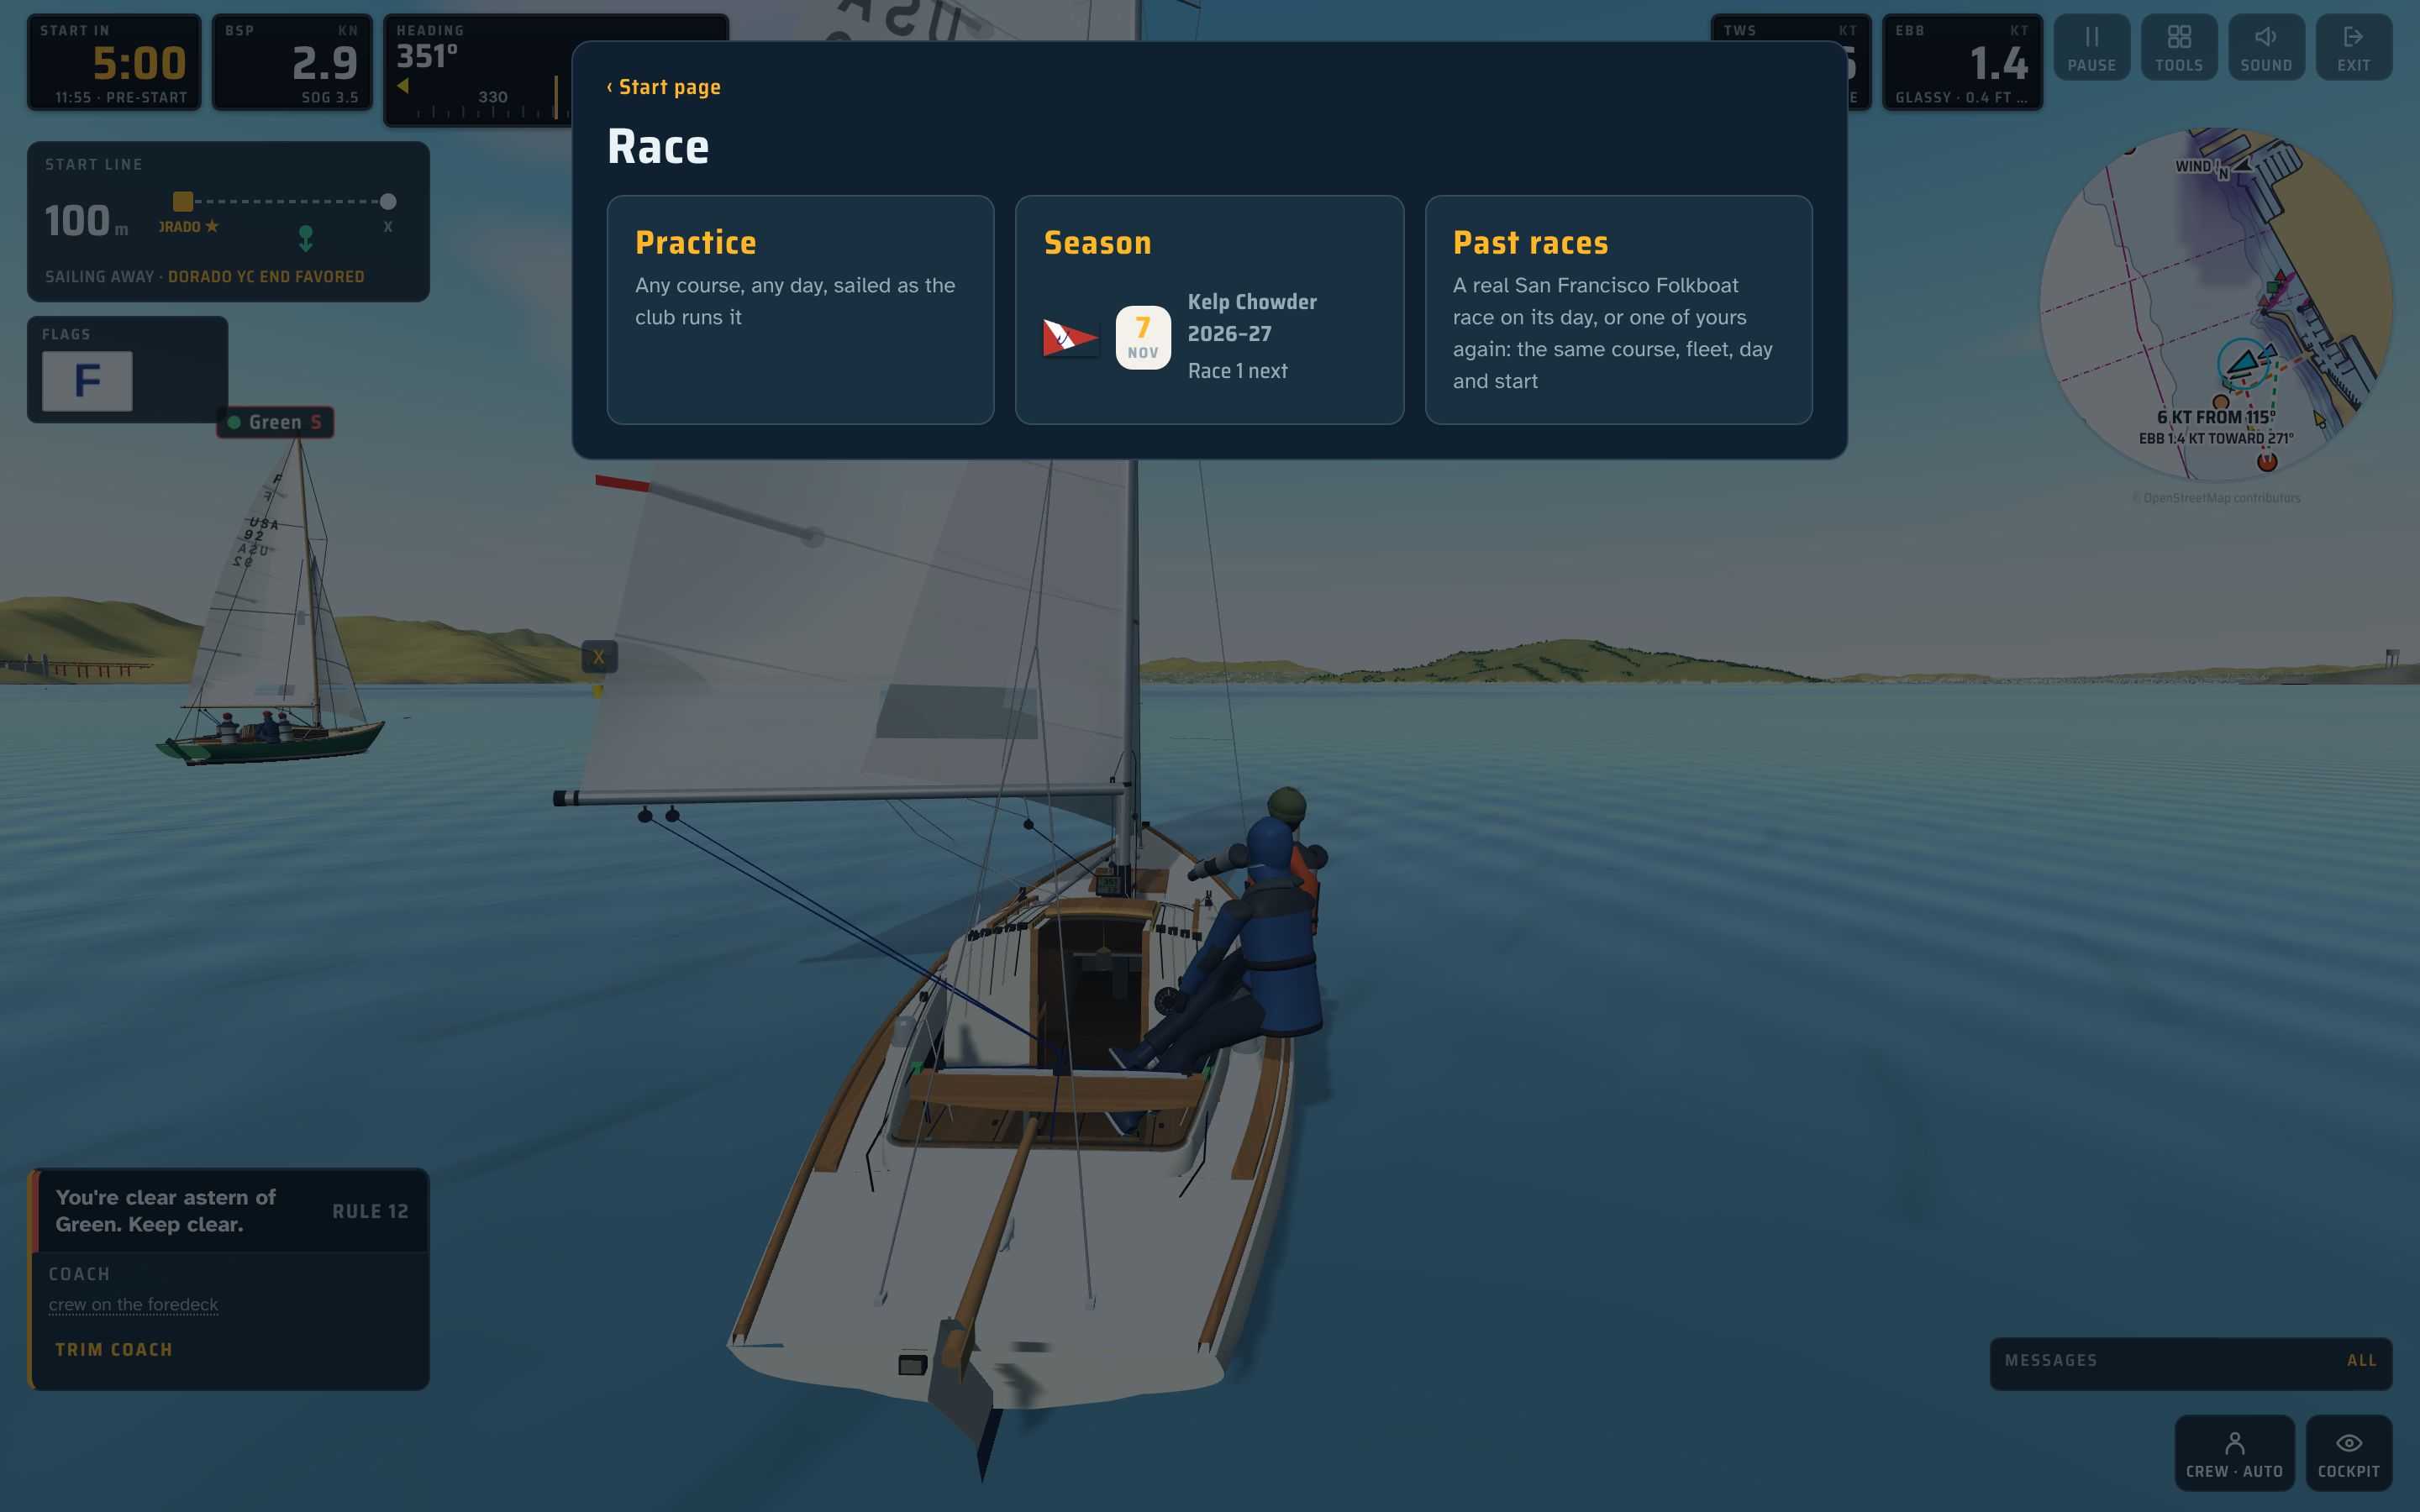 START IN
5:00
11:55 · PRE-START
BSP KN
2.9
SOG 3.5
HEADING
351°
330
TWS KT
EBB KT
1.4
GLASSY · 0.4 FT ...
PAUSE
TOOLS
SOUND
EXIT
START LINE
100 m
ORADO ★
X
SAILING AWAY · DORADO YC END FAVORED
FLAGS
F
Green S
‹ Start page
Race
Practice
Any course, any day, sailed as the
club runs it
Season
7
NOV
Kelp Chowder
2026–27
Race 1 next
Past races
A real San Francisco Folkboat
race on its day, or one of yours
again: the same course, fleet, day
and start
WIND
N
6 KT FROM 115°
EBB 1.4 KT TOWARD 271°
© OpenStreetMap contributors
USA
92
X
You're clear astern of
Green. Keep clear.
RULE 12
COACH
crew on the foredeck
TRIM COACH
MESSAGES
ALL
CREW · AUTO
COCKPIT